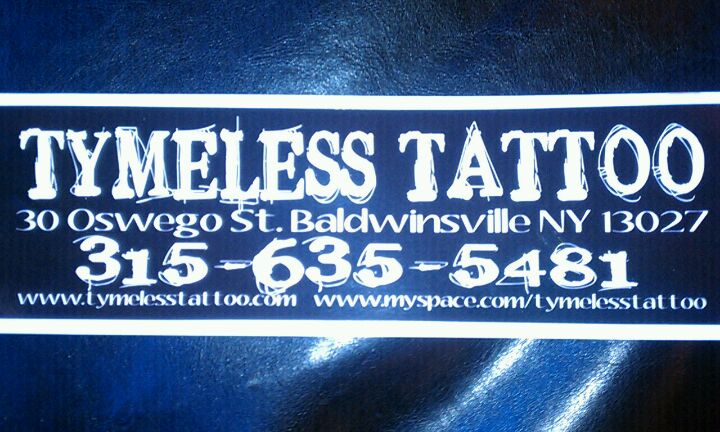 TYMELESS TATTOO
30 Oswego St. Baldwinsville NY 13027
315-635-5481
www.tymelesstattoo.com www.myspace.com/tymelesstattoo